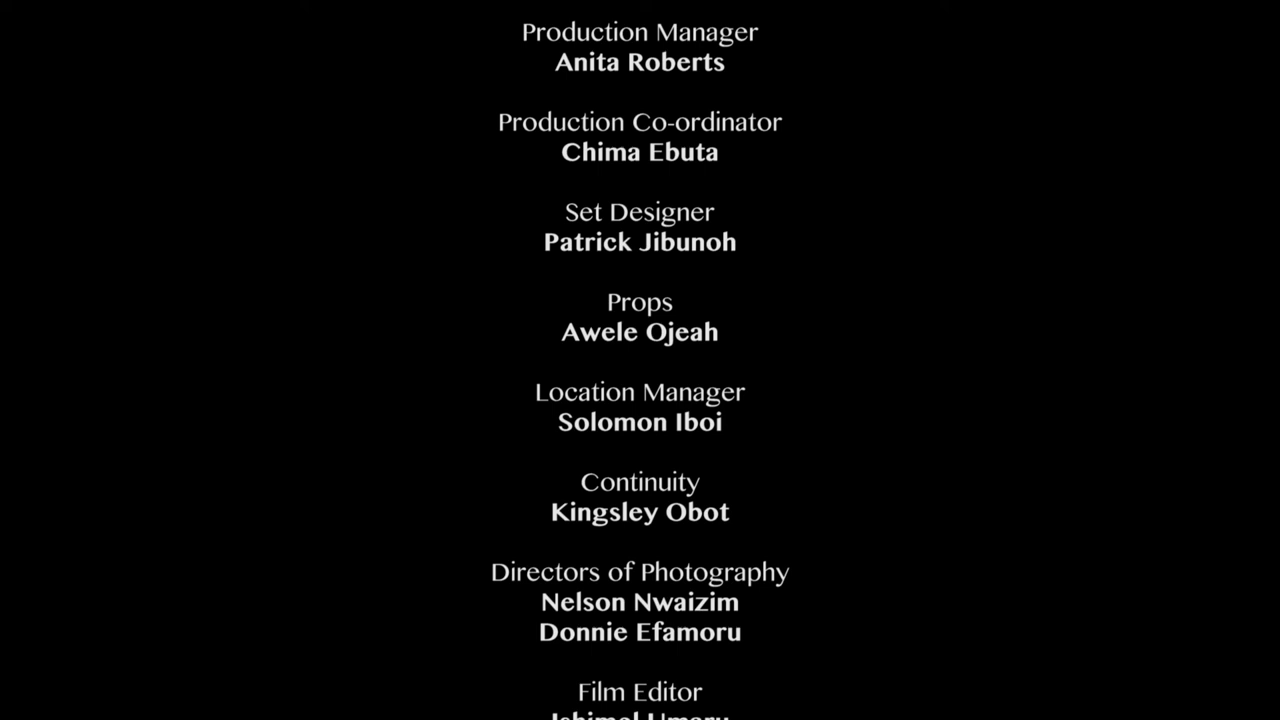 Production Manager
Anita Roberts
Production Co-ordinator
Chima Ebuta
Set Designer
Patrick Jibunoh
Props
Awele Ojeah
Location Manager
Solomon Iboi
Continuity
Kingsley Obot
Directors of Photography
Nelson Nwaizim
Donnie Efamoru
Film Editor